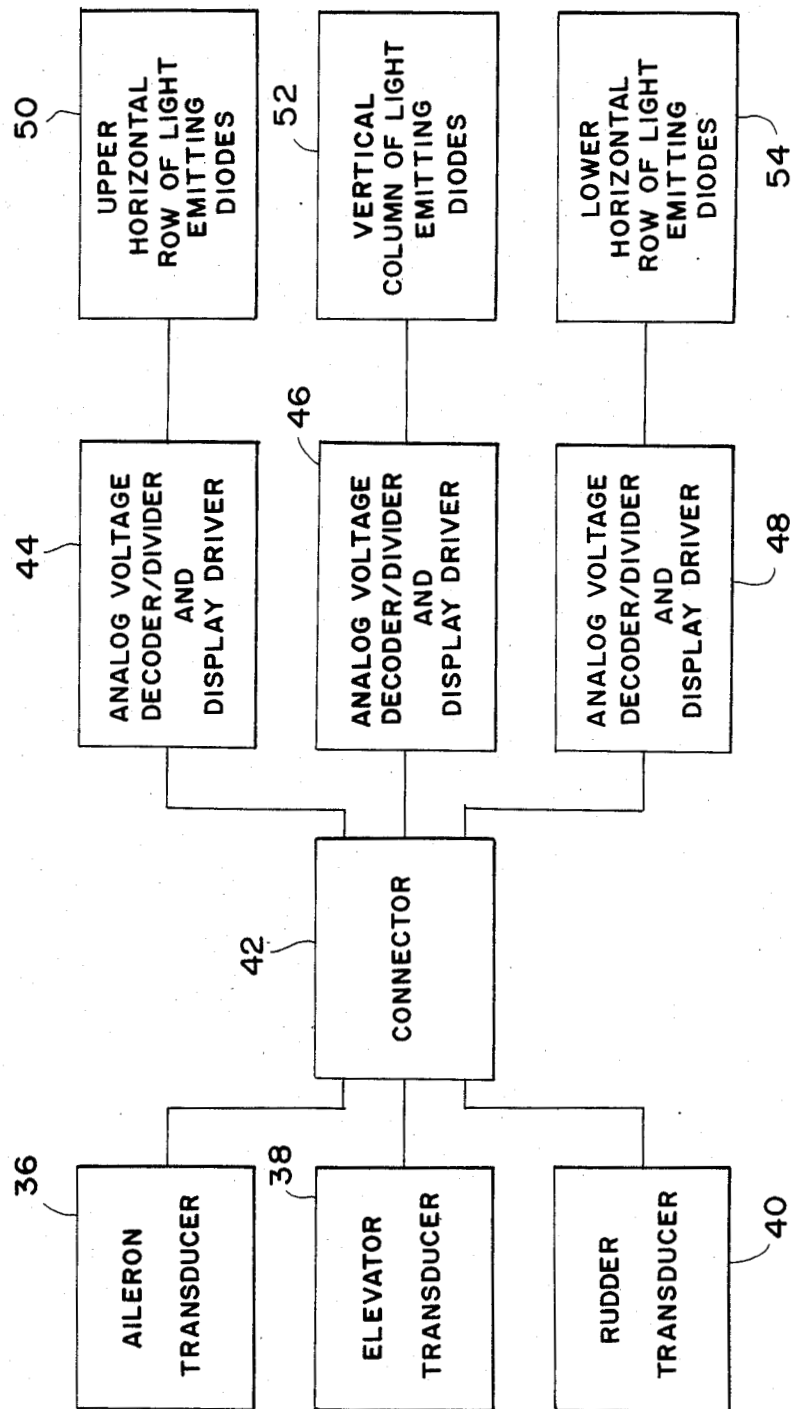 36
AILERON
TRANSDUCER
38
ELEVATOR
TRANSDUCER
RUDDER
TRANSDUCER
40
42
CONNECTOR
44
ANALOG VOLTAGE
DECODER/DIVIDER
AND
DISPLAY DRIVER
46
ANALOG VOLTAGE
DECODER/DIVIDER
AND
DISPLAY DRIVER
ANALOG VOLTAGE
DECODER/DIVIDER
AND
DISPLAY DRIVER
48
50
UPPER
HORIZONTAL
ROW OF LIGHT
EMITTING
DIODES
52
VERTICAL
COLUMN OF LIGHT
EMITTING
DIODES
LOWER
HORIZONTAL
ROW OF LIGHT
EMITTING
DIODES
54